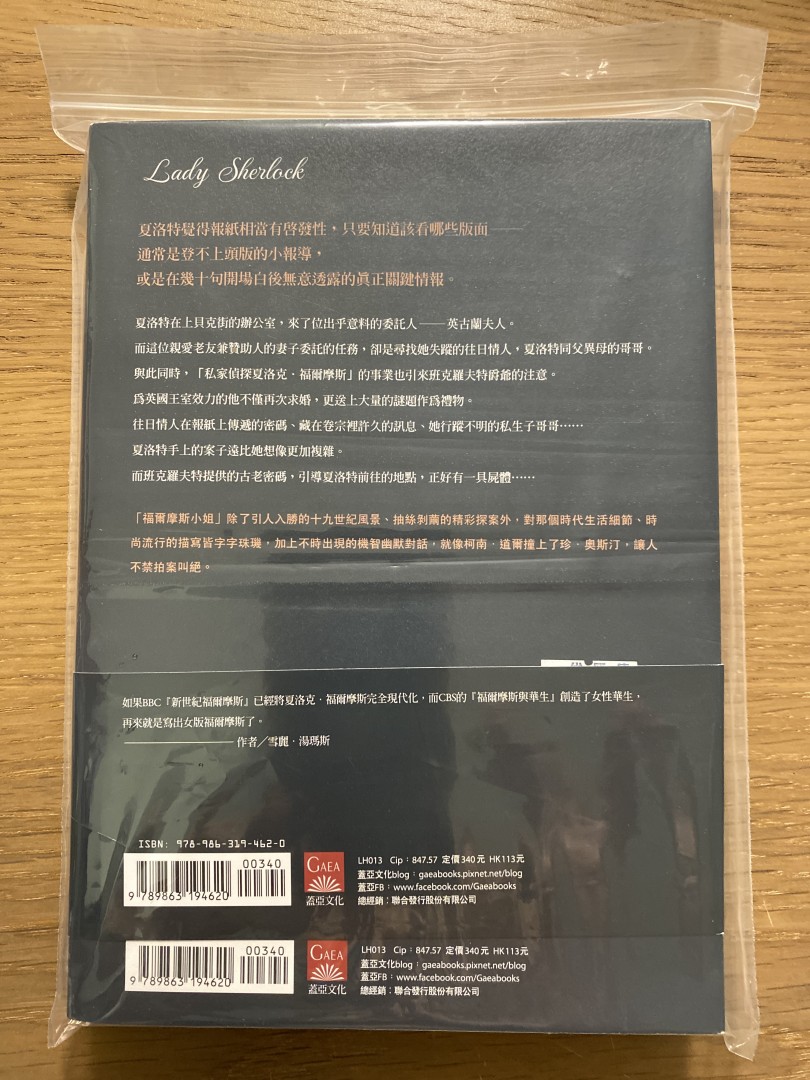 Lady Sherlock
夏洛特覺得報紙相當有啓發性，只要知道該看哪些版面——
通常是登不上頭版的小報導，
或是在幾十句開場白後無意透露的眞正關鍵情報。
夏洛特在上貝克街的辦公室，來了位出乎意料的委託人——英古蘭夫人。
而這位親愛老友兼贊助人的妻子委託的任務，卻是尋找她失蹤的往日情人，夏洛特同父異母的哥哥。
與此同時，「私家偵探夏洛克．福爾摩斯」的事業也引來班克羅夫特爵爺的注意。
爲英國王室效力的他不僅再次求婚，更送上大量的謎題作爲禮物。
往日情人在報紙上傳遞的密碼、藏在卷宗裡許久的訊息、她行蹤不明的私生子哥哥……
夏洛特手上的案子遠比她想像更加複雜。
而班克羅夫特提供的古老密碼，引導夏洛特前往的地點，正好有一具屍體……
「福爾摩斯小姐」除了引人入勝的十九世紀風景、抽絲剝繭的精彩探案外，對那個時代生活細節、時
尚流行的描寫皆字字珠璣，加上不時出現的機智幽默對話，就像柯南．道爾撞上了珍．奧斯汀，讓人
不禁拍案叫絕。
如果BBC『新世紀福爾摩斯』已經將夏洛克．福爾摩斯完全現代化，而CBS的『福爾摩斯與華生』創造了女性華生，
再來就是寫出女版福爾摩斯了。
——作者／雪麗．湯瑪斯
ISBN: 978-986-319-462-0
00340
9 789863 194620
GAEA
蓋亞文化
LH013 Cip：847.57 定價340元 HK113元
蓋亞文化blog：gaeabooks.pixnet.net/blog
蓋亞FB：www.facebook.com/Gaeabooks
總經銷：聯合發行股份有限公司
00340
9 789863 194620
GAEA
蓋亞文化
LH013 Cip：847.57 定價340元 HK113元
蓋亞文化blog：gaeabooks.pixnet.net/blog
蓋亞FB：www.facebook.com/Gaeabooks
總經銷：聯合發行股份有限公司